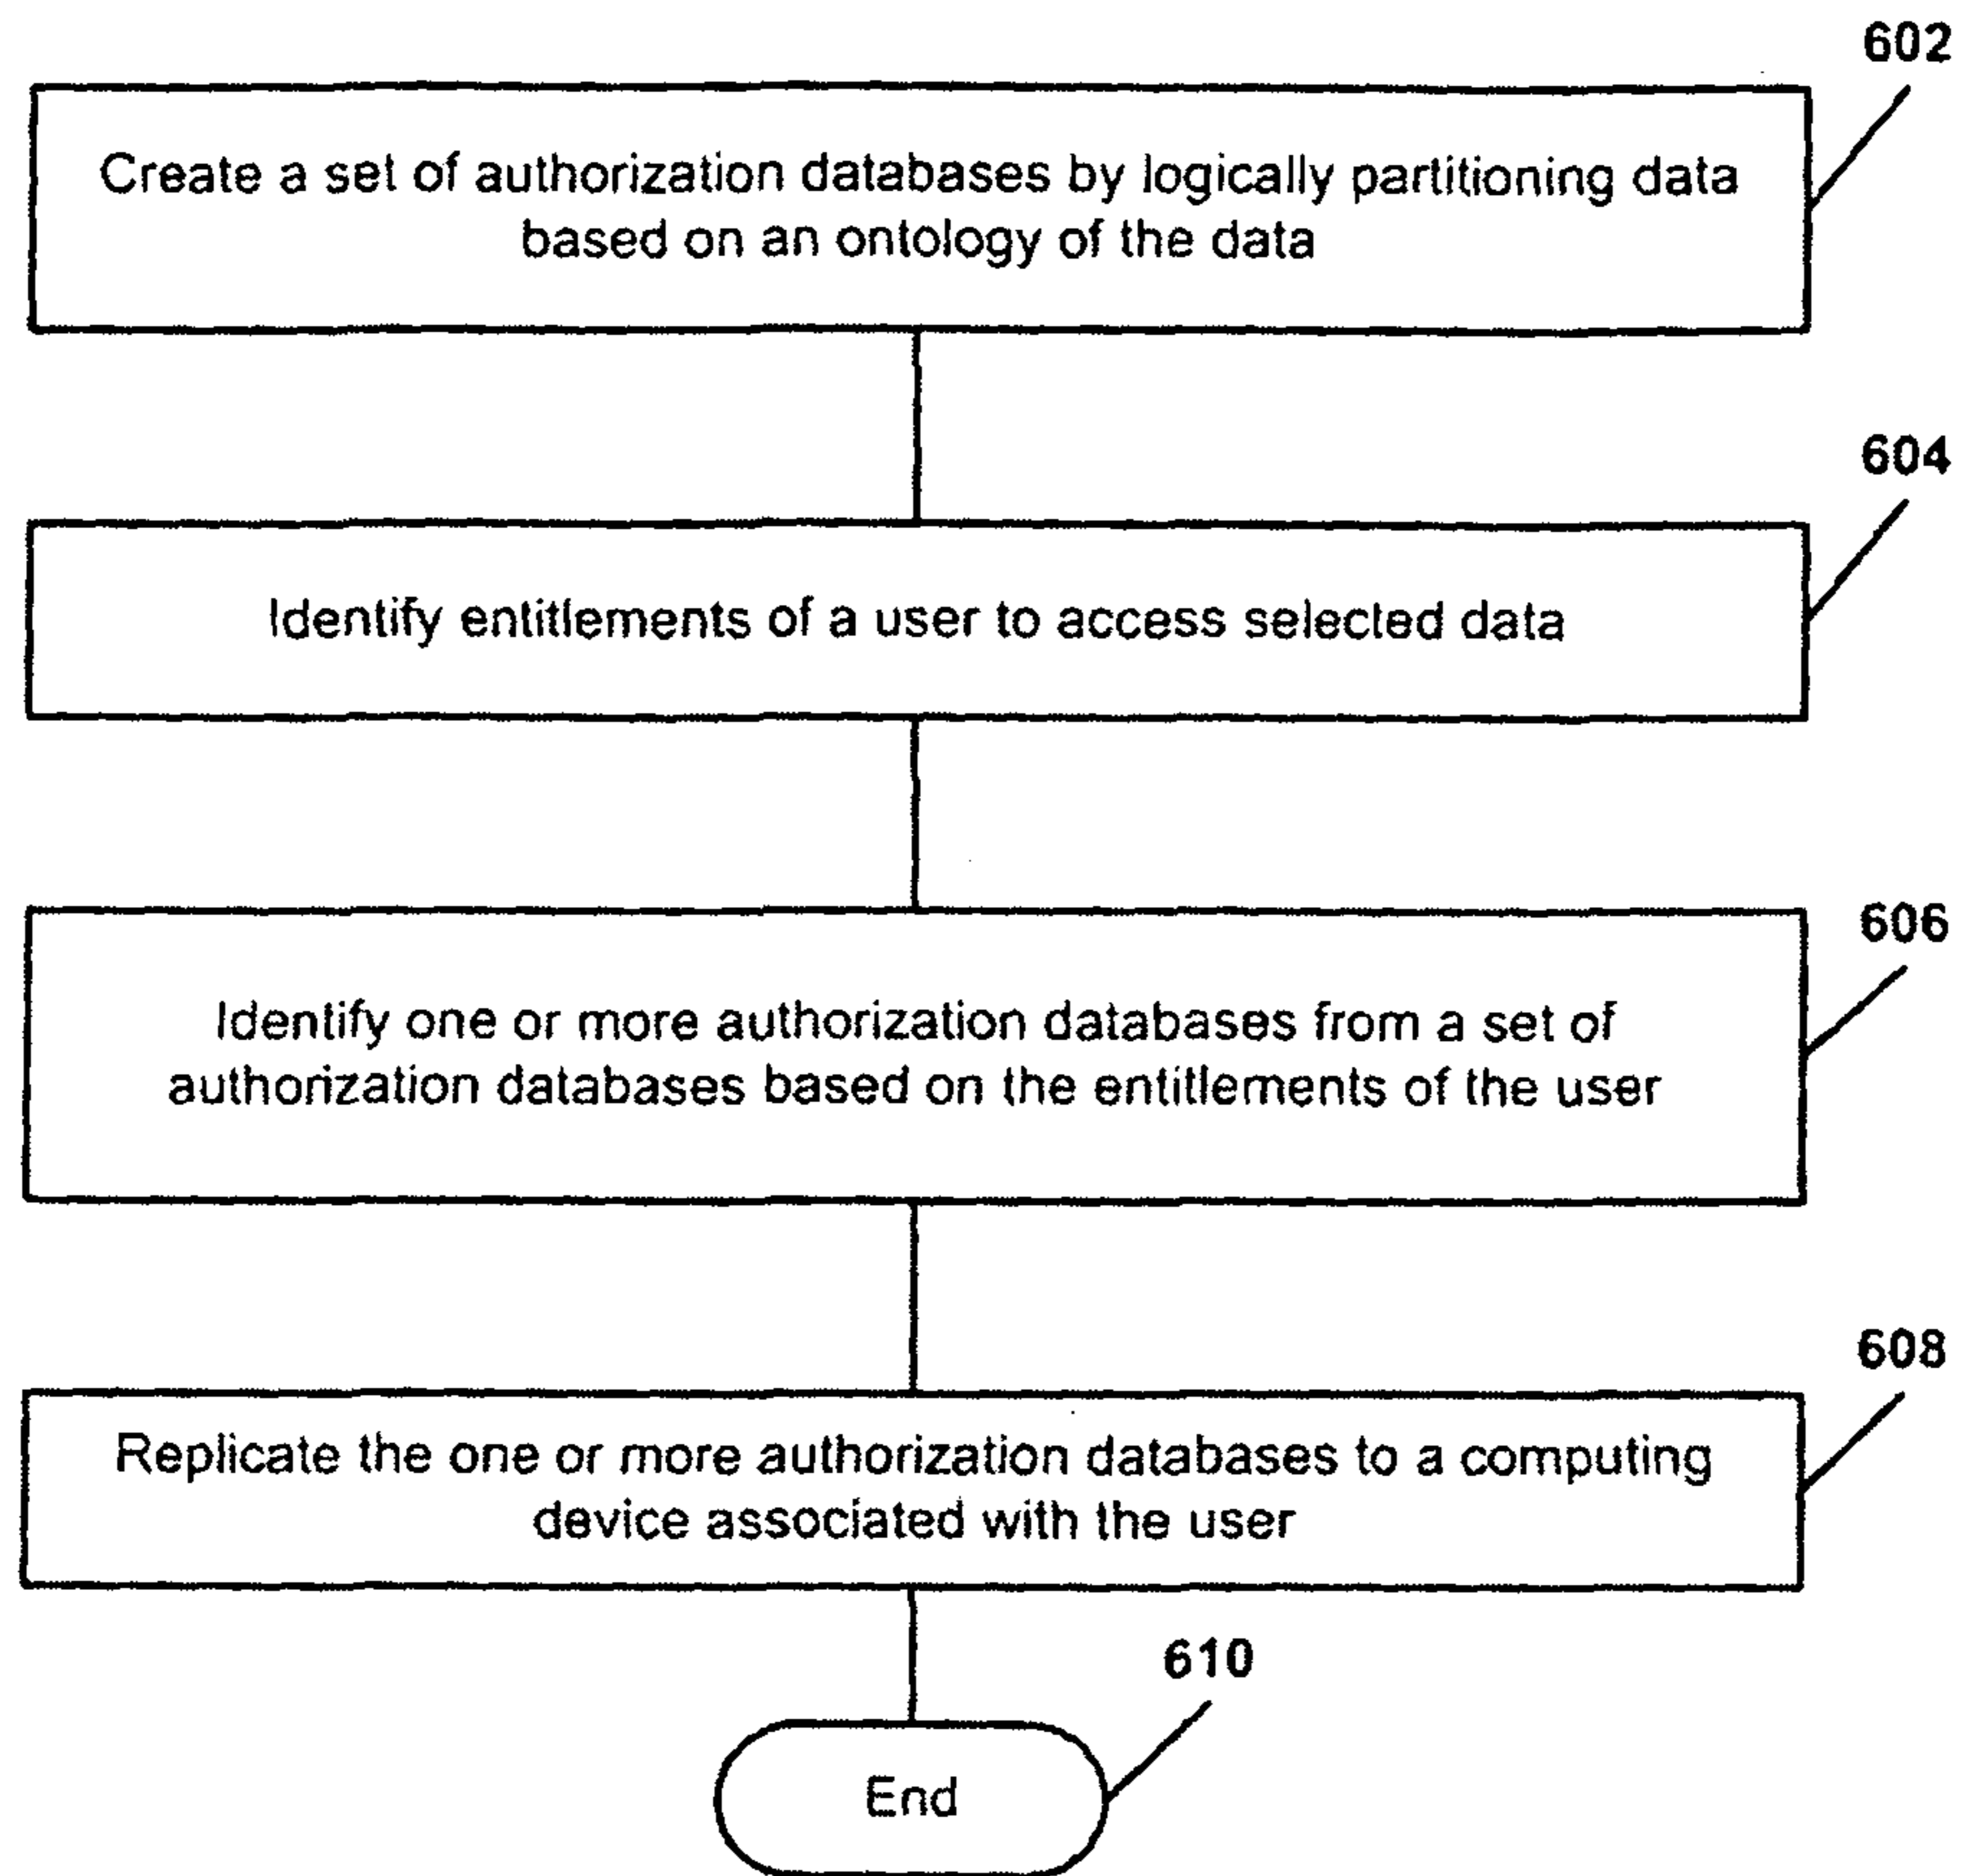 602
Create a set of authorization databases by logically partitioning data
based on an ontology of the data
604
Identify entitlements of a user to access selected data
606
Identify one or more authorization databases from a set of
authorization databases based on the entitlements of the user
608
Replicate the one or more authorization databases to a computing
device associated with the user
610
End